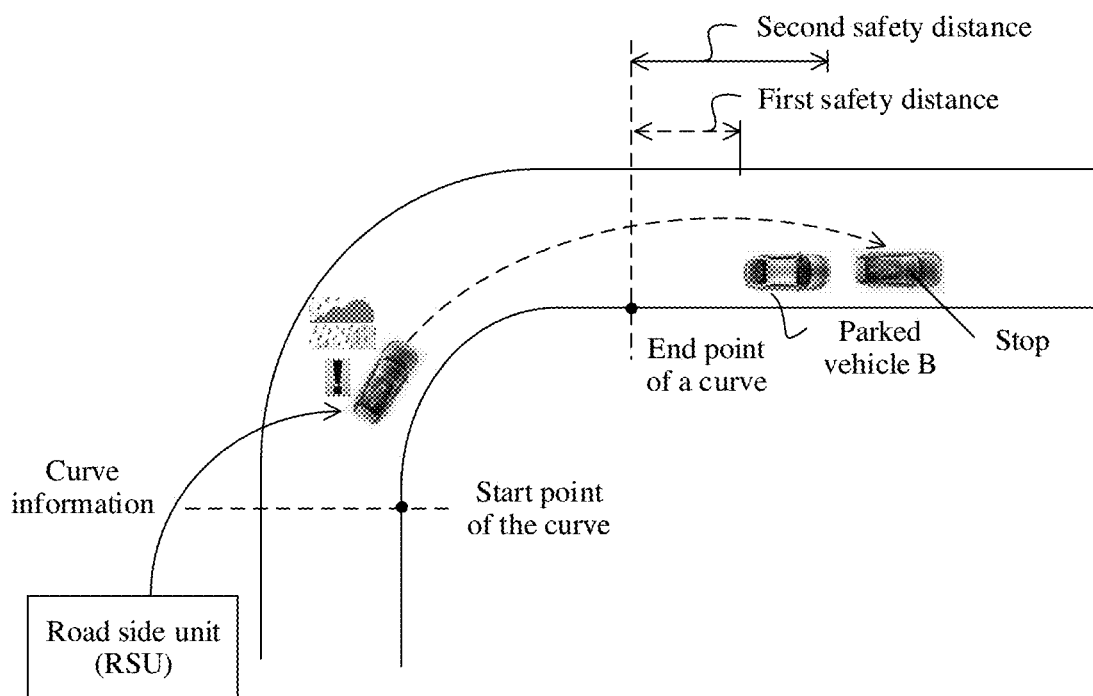 Second safety distance
First safety distance
!
End point
of a curve
Parked
vehicle B
Stop
Curve
information
Start point
of the curve
Road side unit
(RSU)